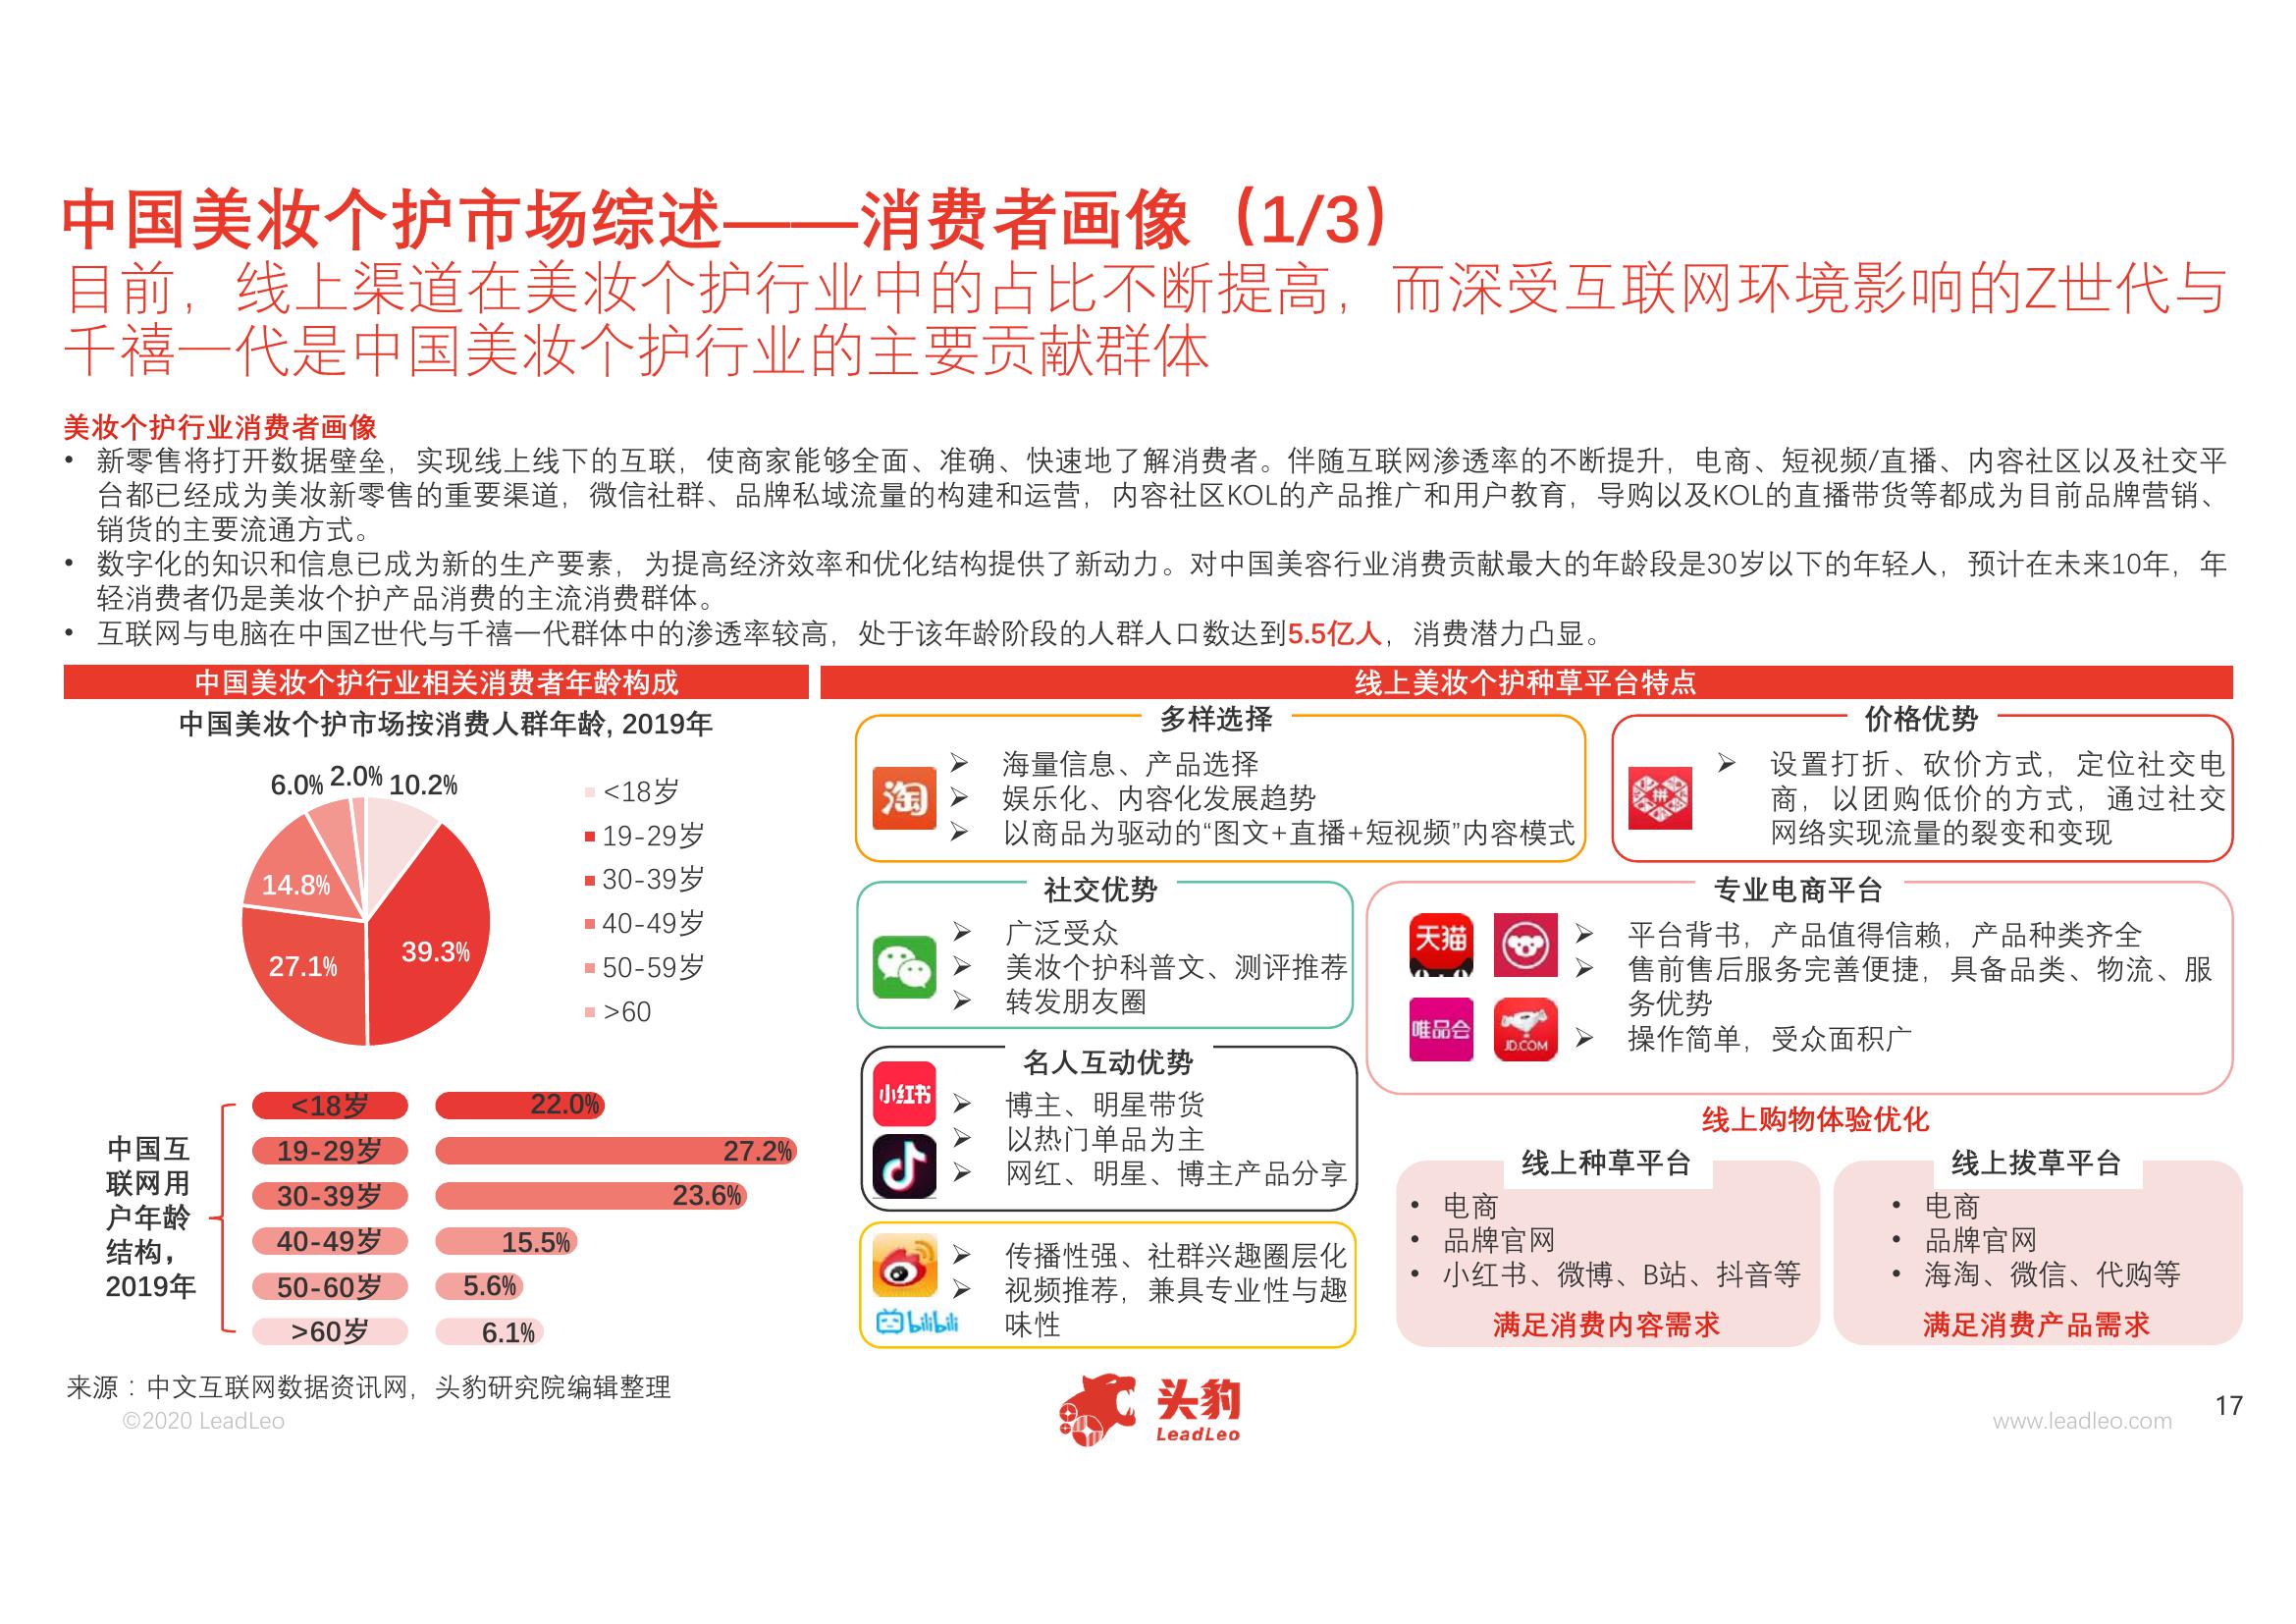 中国美妆个护市场综述——消费者画像（1/3）
目前，线上渠道在美妆个护行业中的占比不断提高，而深受互联网环境影响的Z世代与
千禧一代是中国美妆个护行业的主要贡献群体
美妆个护行业消费者画像
• 新零售将打开数据壁垒，实现线上线下的互联，使商家能够全面、准确、快速地了解消费者。伴随互联网渗透率的不断提升，电商、短视频/直播、内容社区以及社交平
台都已经成为美妆新零售的重要渠道，微信社群、品牌私域流量的构建和运营，内容社区KOL的产品推广和用户教育，导购以及KOL的直播带货等都成为目前品牌营销、
销货的主要流通方式。
• 数字化的知识和信息已成为新的生产要素，为提高经济效率和优化结构提供了新动力。对中国美容行业消费贡献最大的年龄段是30岁以下的年轻人，预计在未来10年，年
轻消费者仍是美妆个护产品消费的主流消费群体。
• 互联网与电脑在中国Z世代与千禧一代群体中的渗透率较高，处于该年龄阶段的人群人口数达到5.5亿人，消费潜力凸显。
中国美妆个护行业相关消费者年龄构成
中国美妆个护市场按消费人群年龄, 2019年
6.0% 2.0% 10.2%
14.8%
27.1%
39.3%
<18岁
19-29岁
30-39岁
40-49岁
50-59岁
>60
中国互
联网用
户年龄
结构，
2019年
<18岁 22.0%
19-29岁 27.2%
30-39岁 23.6%
40-49岁 15.5%
50-60岁 5.6%
>60岁 6.1%
线上美妆个护种草平台特点
多样选择
淘
➢ 海量信息、产品选择
➢ 娱乐化、内容化发展趋势
➢ 以商品为驱动的“图文+直播+短视频”内容模式
价格优势
拼
➢ 设置打折、砍价方式，定位社交电
商，以团购低价的方式，通过社交
网络实现流量的裂变和变现
社交优势
➢ 广泛受众
➢ 美妆个护科普文、测评推荐
➢ 转发朋友圈
专业电商平台
天猫
唯品会
JD.COM
➢ 平台背书，产品值得信赖，产品种类齐全
➢ 售前售后服务完善便捷，具备品类、物流、服
务优势
➢ 操作简单，受众面积广
名人互动优势
小红书
➢ 博主、明星带货
➢ 以热门单品为主
➢ 网红、明星、博主产品分享
bilibili
➢ 传播性强、社群兴趣圈层化
➢ 视频推荐，兼具专业性与趣
味性
线上购物体验优化
线上种草平台
• 电商
• 品牌官网
• 小红书、微博、B站、抖音等
满足消费内容需求
线上拔草平台
• 电商
• 品牌官网
• 海淘、微信、代购等
满足消费产品需求
来源：中文互联网数据资讯网，头豹研究院编辑整理
©2020 LeadLeo
头豹
LeadLeo
www.leadleo.com
17